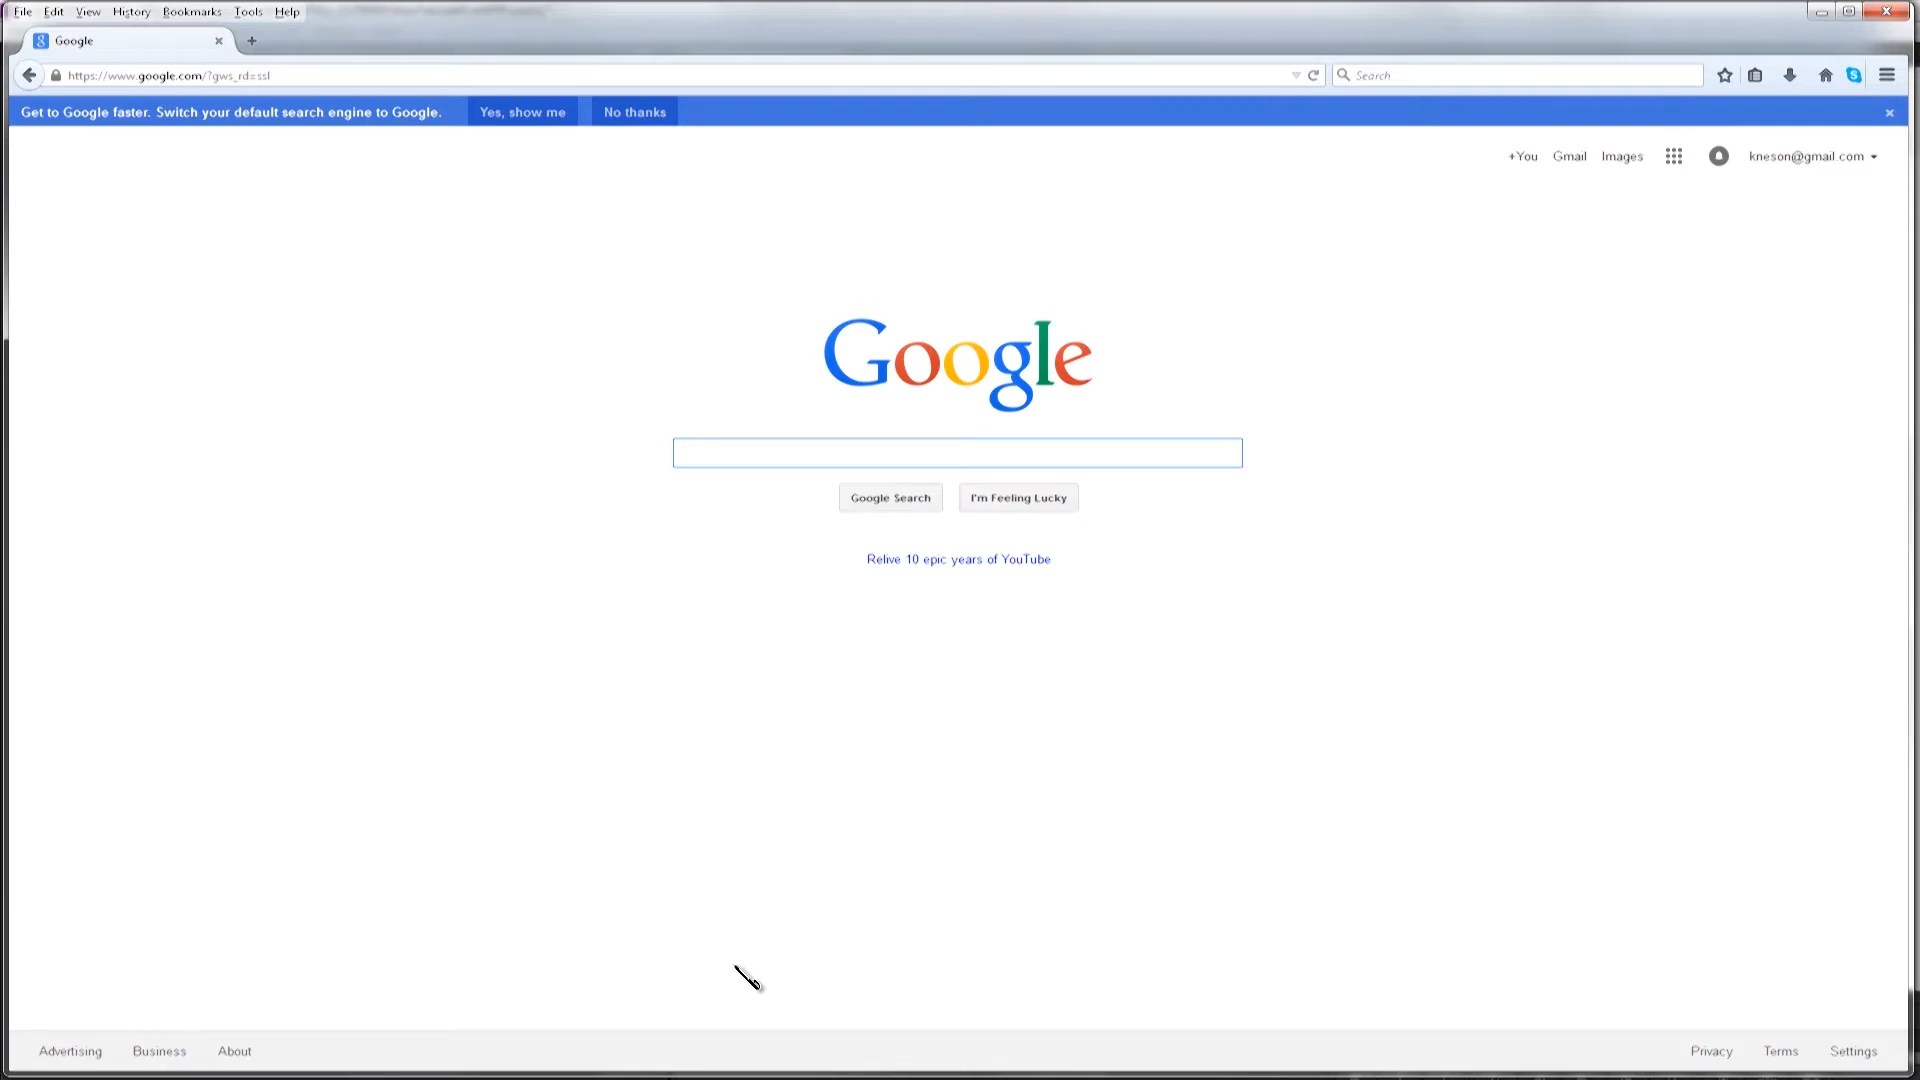 File Edit View History Bookmarks Tools Help
Google
https://www.google.com/?gws_rd=ssl
Search
Get to Google faster. Switch your default search engine to Google. Yes, show me No thanks
+You Gmail Images kneson@gmail.com
Google
Google Search I'm Feeling Lucky
Relive 10 epic years of YouTube
Advertising Business About Privacy Terms Settings